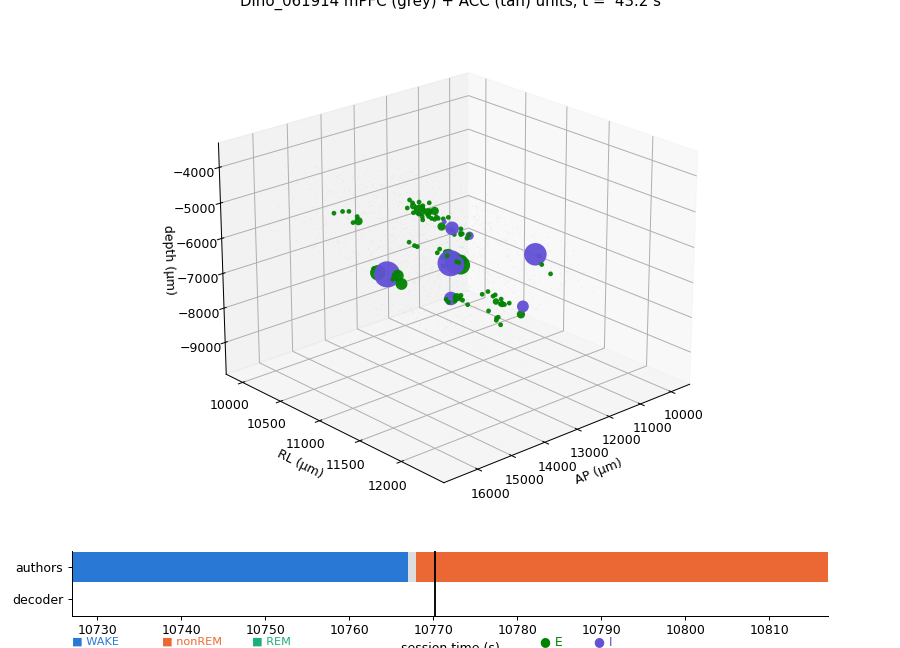 Dino_061914 mPFC (grey) + ACC (tan) units, t = 43.2 s
−4000
−5000
−6000
−7000
−8000
−9000
depth (μm)
10000
10500
11000
11500
12000
RL (μm)
10000
11000
12000
13000
14000
15000
16000
AP (μm)
authors
decoder
10730 10740 10750 10760 10770 10780 10790 10800 10810
session time (s)
WAKE nonREM REM E I